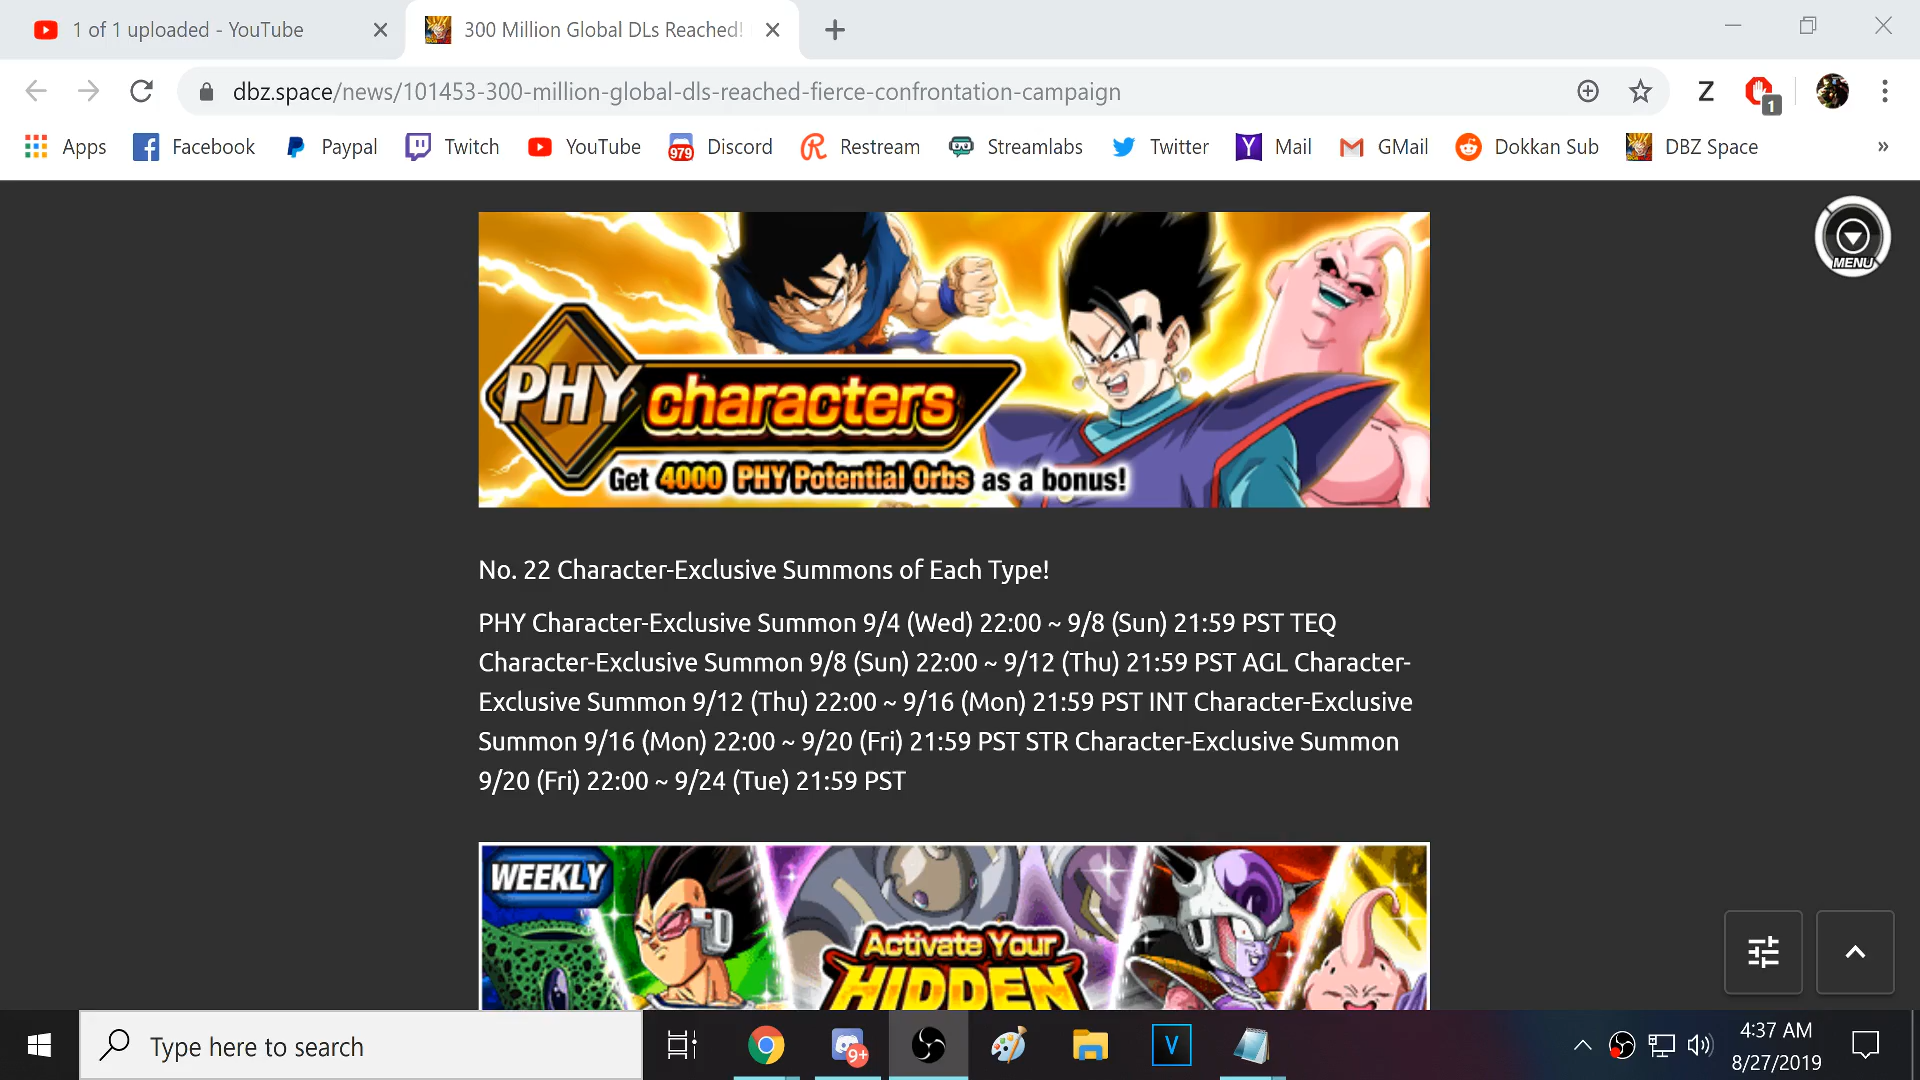 1 of 1 uploaded - YouTube
300 Million Global DLs Reached!
dbz.space/news/101453-300-million-global-dls-reached-fierce-confrontation-campaign
Z
1
Apps
Facebook
Paypal
Twitch
YouTube
979
Discord
Restream
Streamlabs
Twitter
Mail
GMail
Dokkan Sub
DBZ Space
»
MENU
PHY characters
Get 4000 PHY Potential Orbs as a bonus!
No. 22 Character-Exclusive Summons of Each Type!
PHY Character-Exclusive Summon 9/4 (Wed) 22:00 ~ 9/8 (Sun) 21:59 PST TEQ
Character-Exclusive Summon 9/8 (Sun) 22:00 ~ 9/12 (Thu) 21:59 PST AGL Character-
Exclusive Summon 9/12 (Thu) 22:00 ~ 9/16 (Mon) 21:59 PST INT Character-Exclusive
Summon 9/16 (Mon) 22:00 ~ 9/20 (Fri) 21:59 PST STR Character-Exclusive Summon
9/20 (Fri) 22:00 ~ 9/24 (Tue) 21:59 PST
WEEKLY
Activate Your
HIDDEN
Type here to search
9+
V
4:37 AM
8/27/2019